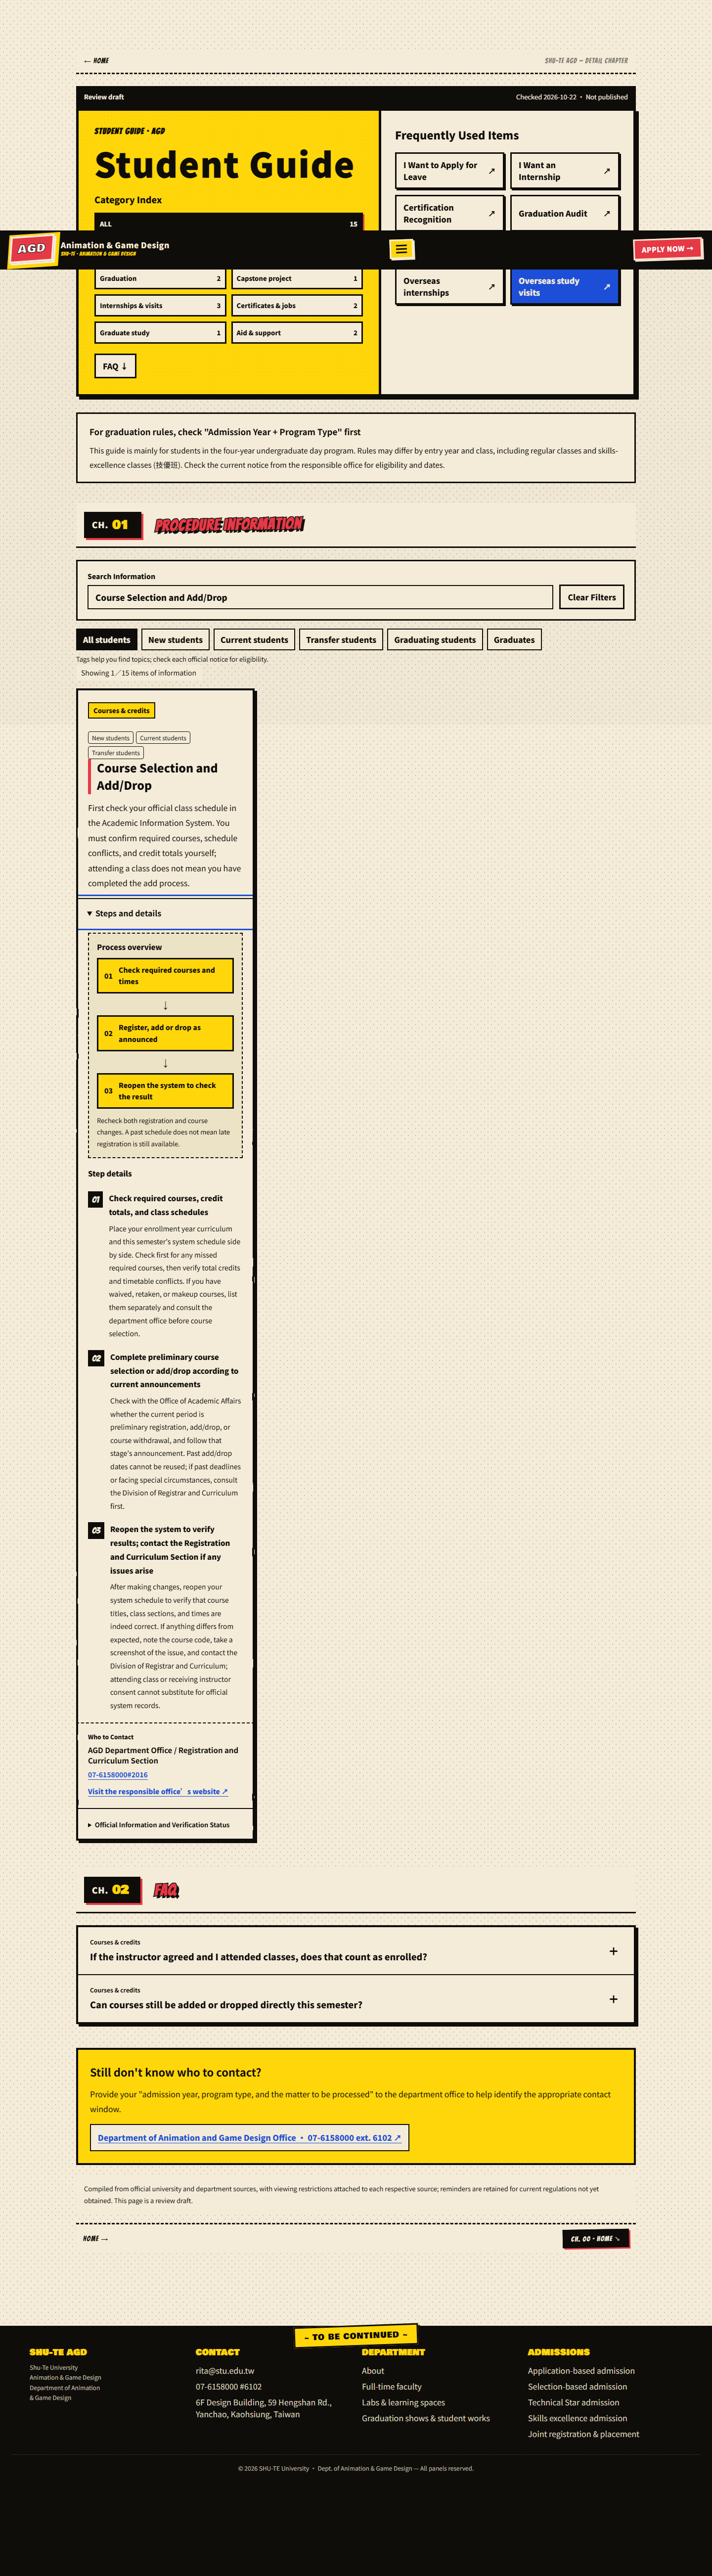 ← HOME
SHU-TE AGD — DETAIL CHAPTER
Review draft
Checked 2026-10-22 · Not published
STUDENT GUIDE · AGD
Student Guide
Category Index
ALL 15
Frequently Used Items
I Want to Apply for
Leave ↗
I Want an
Internship ↗
Certification
Recognition
Graduation Audit ↗
AGD
Animation & Game Design
SHU-TE · ANIMATION & GAME DESIGN
APPLY NOW →
Graduation 2
Capstone project 1
Internships & visits 3
Certificates & jobs 2
Graduate study 1
Aid & support 2
FAQ ↓
Overseas
internships ↗
Overseas study
visits ↗
For graduation rules, check "Admission Year + Program Type" first
This guide is mainly for students in the four-year undergraduate day program. Rules may differ by entry year and class, including regular classes and skills-
excellence classes (技優班). Check the current notice from the responsible office for eligibility and dates.
CH. 01
PROCEDURE INFORMATION
Search Information
Course Selection and Add/Drop
Clear Filters
All students
New students
Current students
Transfer students
Graduating students
Graduates
Tags help you find topics; check each official notice for eligibility.
Showing 1／15 items of information
Courses & credits
New students
Current students
Transfer students
Course Selection and
Add/Drop
First check your official class schedule in
the Academic Information System. You
must confirm required courses, schedule
conflicts, and credit totals yourself;
attending a class does not mean you have
completed the add process.
▼ Steps and details
Process overview
01 Check required courses and
times
↓
02 Register, add or drop as
announced
↓
03 Reopen the system to check
the result
Recheck both registration and course
changes. A past schedule does not mean late
registration is still available.
Step details
01 Check required courses, credit
totals, and class schedules
Place your enrollment year curriculum
and this semester's system schedule side
by side. Check first for any missed
required courses, then verify total credits
and timetable conflicts. If you have
waived, retaken, or makeup courses, list
them separately and consult the
department office before course
selection.
02 Complete preliminary course
selection or add/drop according to
current announcements
Check with the Office of Academic Affairs
whether the current period is
preliminary registration, add/drop, or
course withdrawal, and follow that
stage's announcement. Past add/drop
dates cannot be reused; if past deadlines
or facing special circumstances, consult
the Division of Registrar and Curriculum
first.
03 Reopen the system to verify
results; contact the Registration
and Curriculum Section if any
issues arise
After making changes, reopen your
system schedule to verify that course
titles, class sections, and times are
indeed correct. If anything differs from
expected, note the course code, take a
screenshot of the issue, and contact the
Division of Registrar and Curriculum;
attending class or receiving instructor
consent cannot substitute for official
system records.
Who to Contact
AGD Department Office / Registration and
Curriculum Section
07-6158000#2016
Visit the responsible office's website ↗
▶ Official Information and Verification Status
CH. 02
FAQ
Courses & credits
If the instructor agreed and I attended classes, does that count as enrolled? +
Courses & credits
Can courses still be added or dropped directly this semester? +
Still don't know who to contact?
Provide your "admission year, program type, and the matter to be processed" to the department office to help identify the appropriate contact
window.
Department of Animation and Game Design Office · 07-6158000 ext. 6102 ↗
Compiled from official university and department sources, with viewing restrictions attached to each respective source; reminders are retained for current regulations not yet
obtained. This page is a review draft.
HOME →
CH. 00 · HOME ↘
~ TO BE CONTINUED ~
SHU-TE AGD
Shu-Te University
Animation & Game Design
Department of Animation
& Game Design
CONTACT
rita@stu.edu.tw
07-6158000 #6102
6F Design Building, 59 Hengshan Rd.,
Yanchao, Kaohsiung, Taiwan
DEPARTMENT
About
Full-time faculty
Labs & learning spaces
Graduation shows & student works
ADMISSIONS
Application-based admission
Selection-based admission
Technical Star admission
Skills excellence admission
Joint registration & placement
© 2026 SHU-TE University · Dept. of Animation & Game Design — All panels reserved.